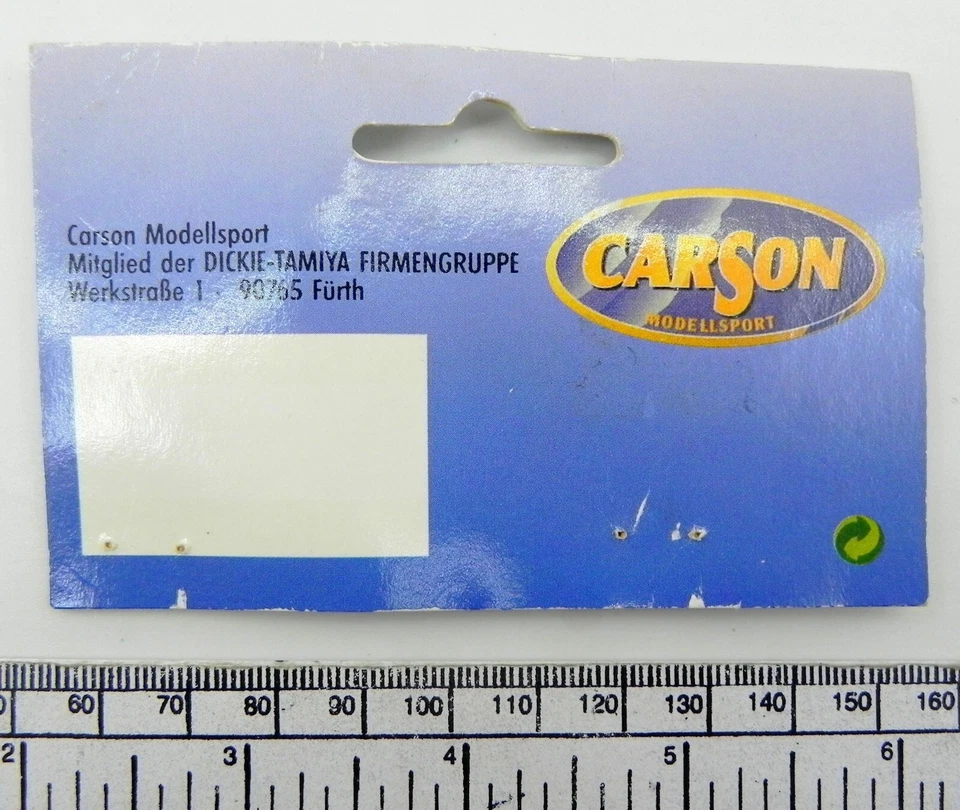 Carson Modellsport
Mitglied der DICKIE-TAMIYA FIRMENGRUPPE
Werkstraße 1 · 90765 Fürth
CARSON
MODELLSPORT
60 70 80 90 100 110 120 130 140 150 160
2 3 4 5 6